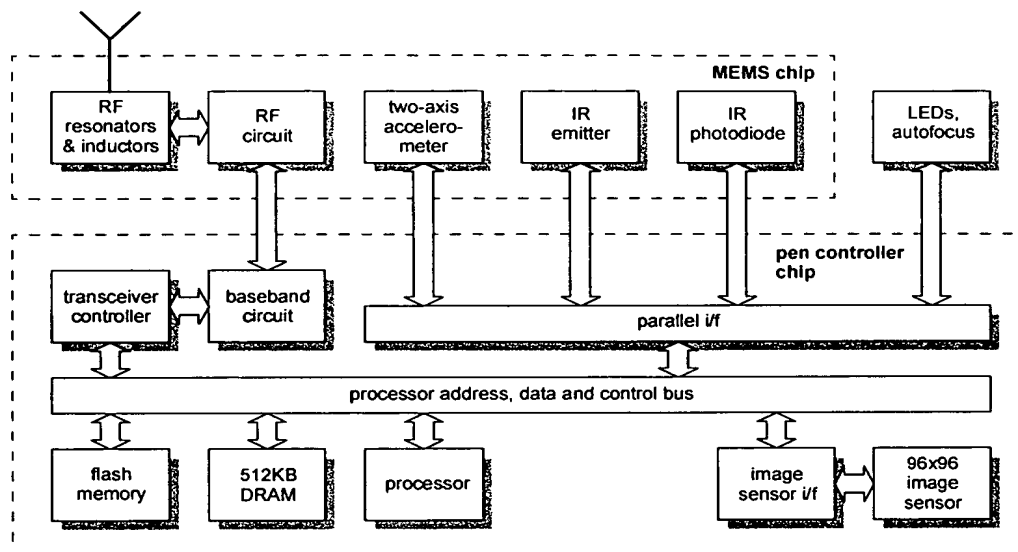 MEMS chip
RF
resonators
& inductors
RF
circuit
two-axis
accelero-
meter
IR
emitter
IR
photodiode
LEDs,
autofocus
pen controller
chip
transceiver
controller
baseband
circuit
parallel i/f
processor address, data and control bus
flash
memory
512KB
DRAM
processor
image
sensor i/f
96x96
image
sensor